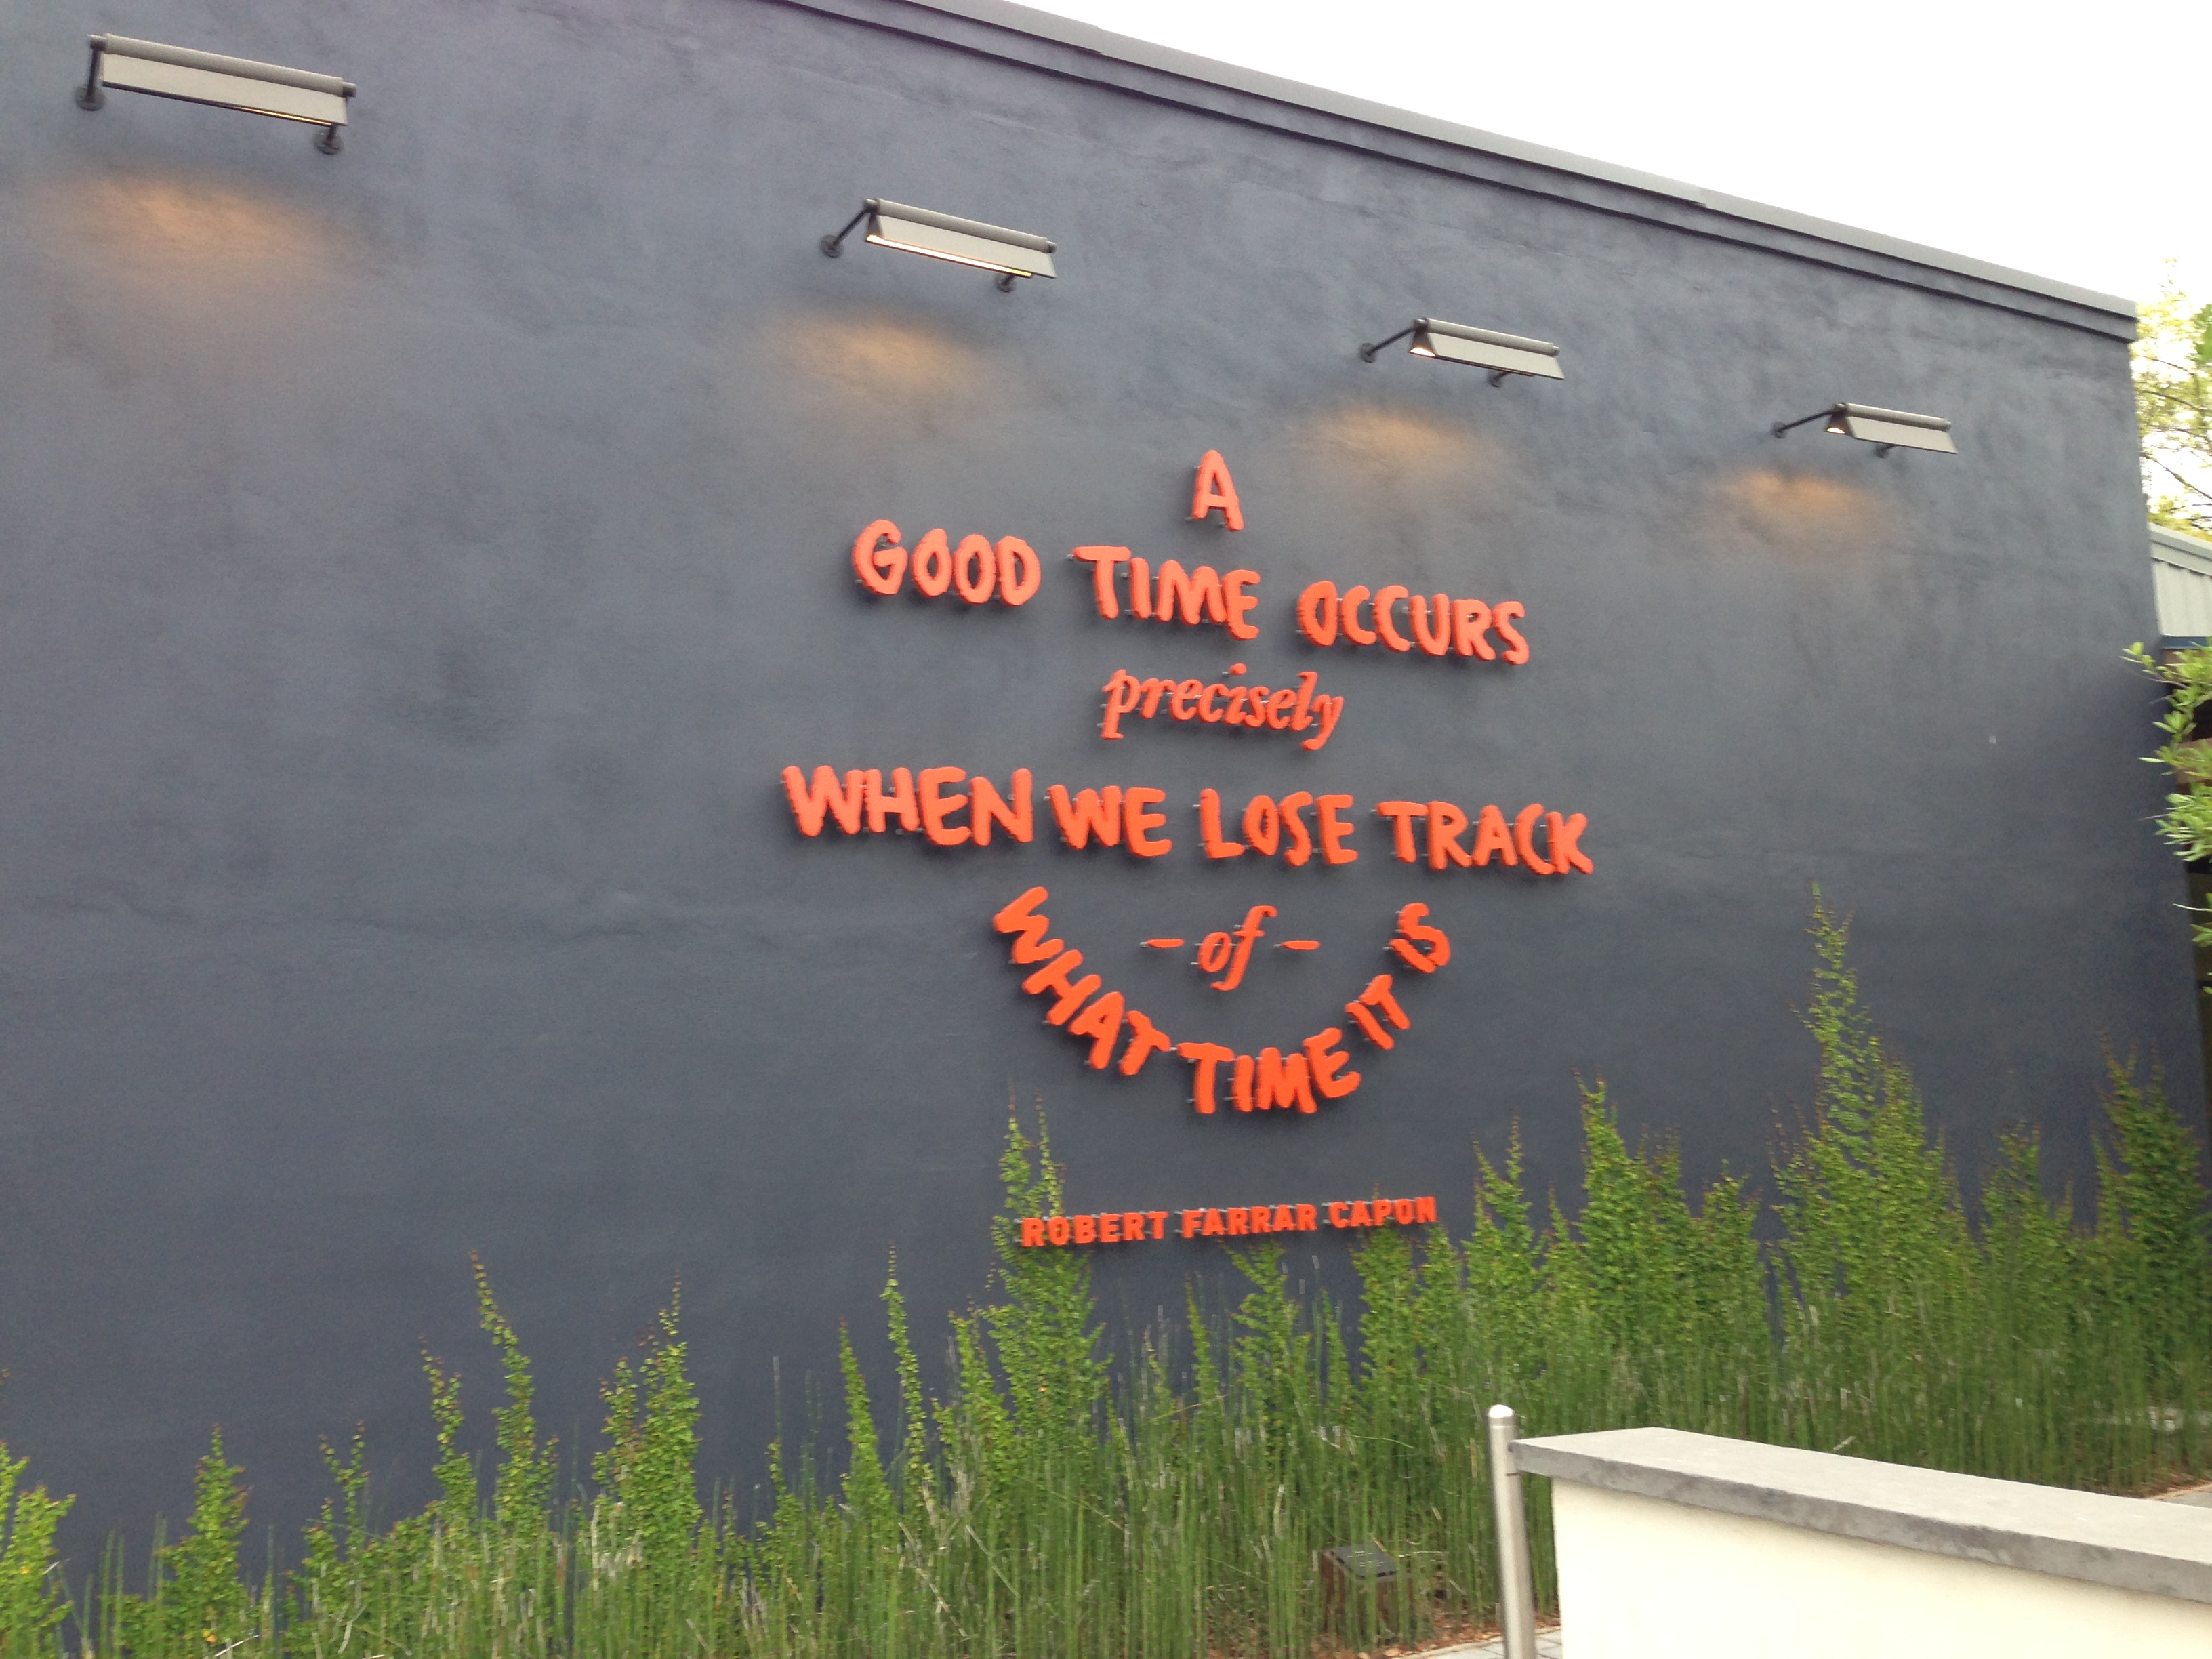 A
GOOD TIME OCCURS
precisely
WHEN WE LOSE TRACK
- of -
WHAT TIME IT IS
ROBERT FARRAR CAPON